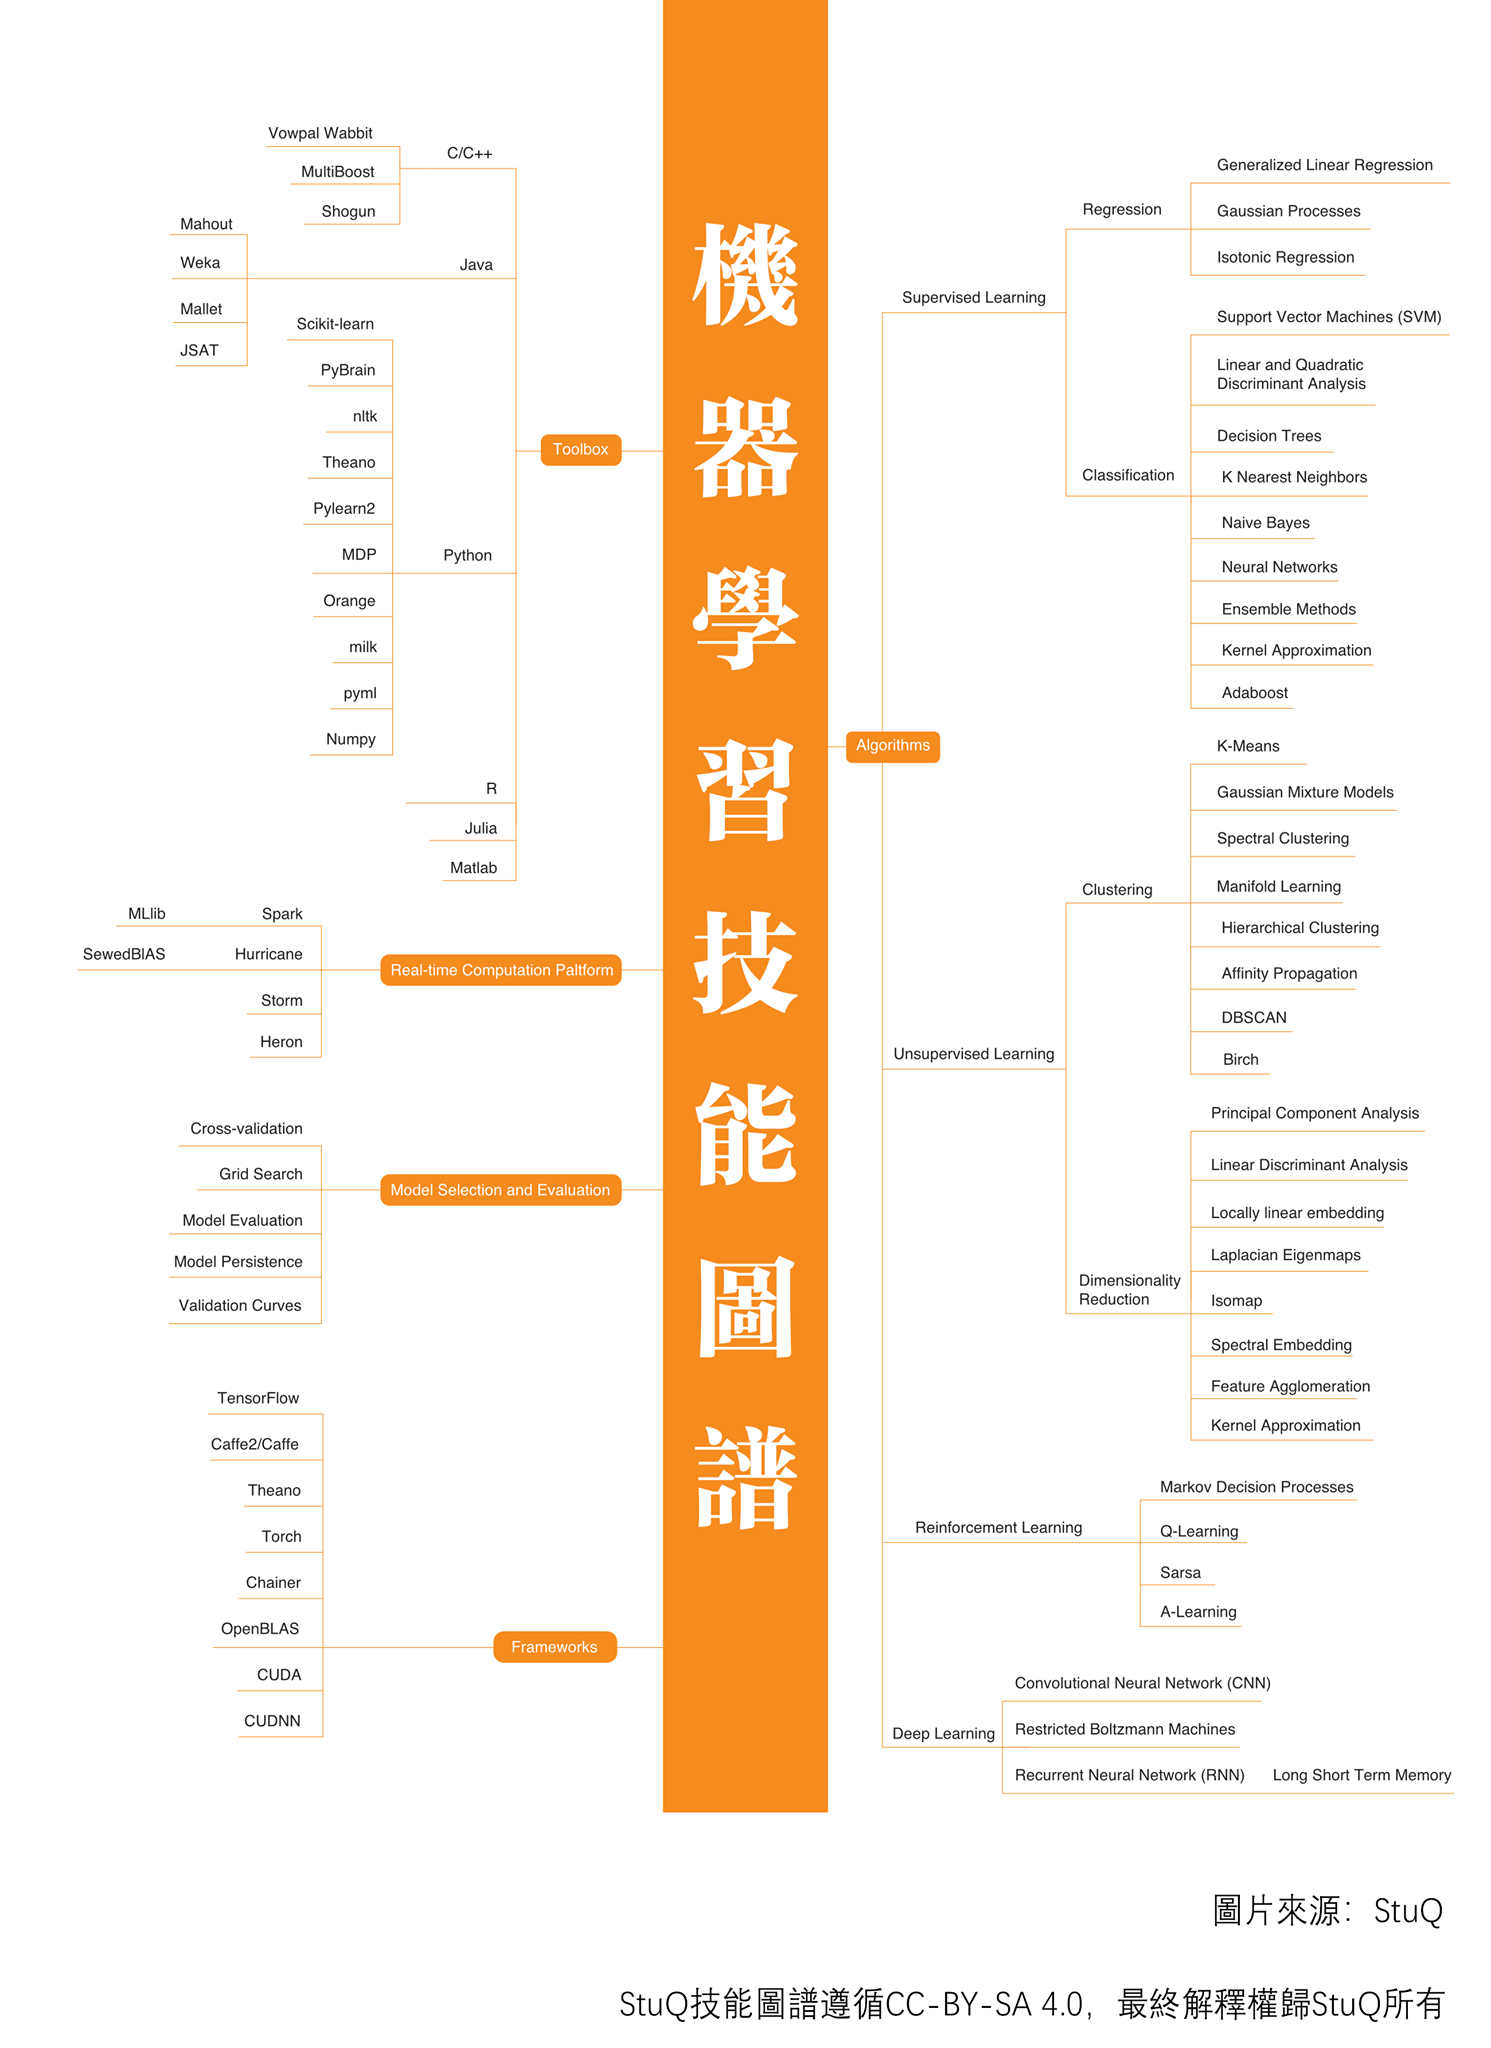 機器學習技能圖譜
Toolbox
C/C++
Vowpal Wabbit
MultiBoost
Shogun
Java
Mahout
Weka
Mallet
JSAT
Python
Scikit-learn
PyBrain
nltk
Theano
Pylearn2
MDP
Orange
milk
pyml
Numpy
R
Julia
Matlab
Real-time Computation Paltform
Spark
MLlib
Hurricane
SewedBIAS
Storm
Heron
Model Selection and Evaluation
Cross-validation
Grid Search
Model Evaluation
Model Persistence
Validation Curves
Frameworks
TensorFlow
Caffe2/Caffe
Theano
Torch
Chainer
OpenBLAS
CUDA
CUDNN
Algorithms
Supervised Learning
Regression
Generalized Linear Regression
Gaussian Processes
Isotonic Regression
Classification
Support Vector Machines (SVM)
Linear and Quadratic
Discriminant Analysis
Decision Trees
K Nearest Neighbors
Naive Bayes
Neural Networks
Ensemble Methods
Kernel Approximation
Adaboost
Unsupervised Learning
Clustering
K-Means
Gaussian Mixture Models
Spectral Clustering
Manifold Learning
Hierarchical Clustering
Affinity Propagation
DBSCAN
Birch
Dimensionality
Reduction
Principal Component Analysis
Linear Discriminant Analysis
Locally linear embedding
Laplacian Eigenmaps
Isomap
Spectral Embedding
Feature Agglomeration
Kernel Approximation
Reinforcement Learning
Markov Decision Processes
Q-Learning
Sarsa
A-Learning
Deep Learning
Convolutional Neural Network (CNN)
Restricted Boltzmann Machines
Recurrent Neural Network (RNN)
Long Short Term Memory
圖片來源：StuQ
StuQ技能圖譜遵循CC-BY-SA 4.0，最終解釋權歸StuQ所有